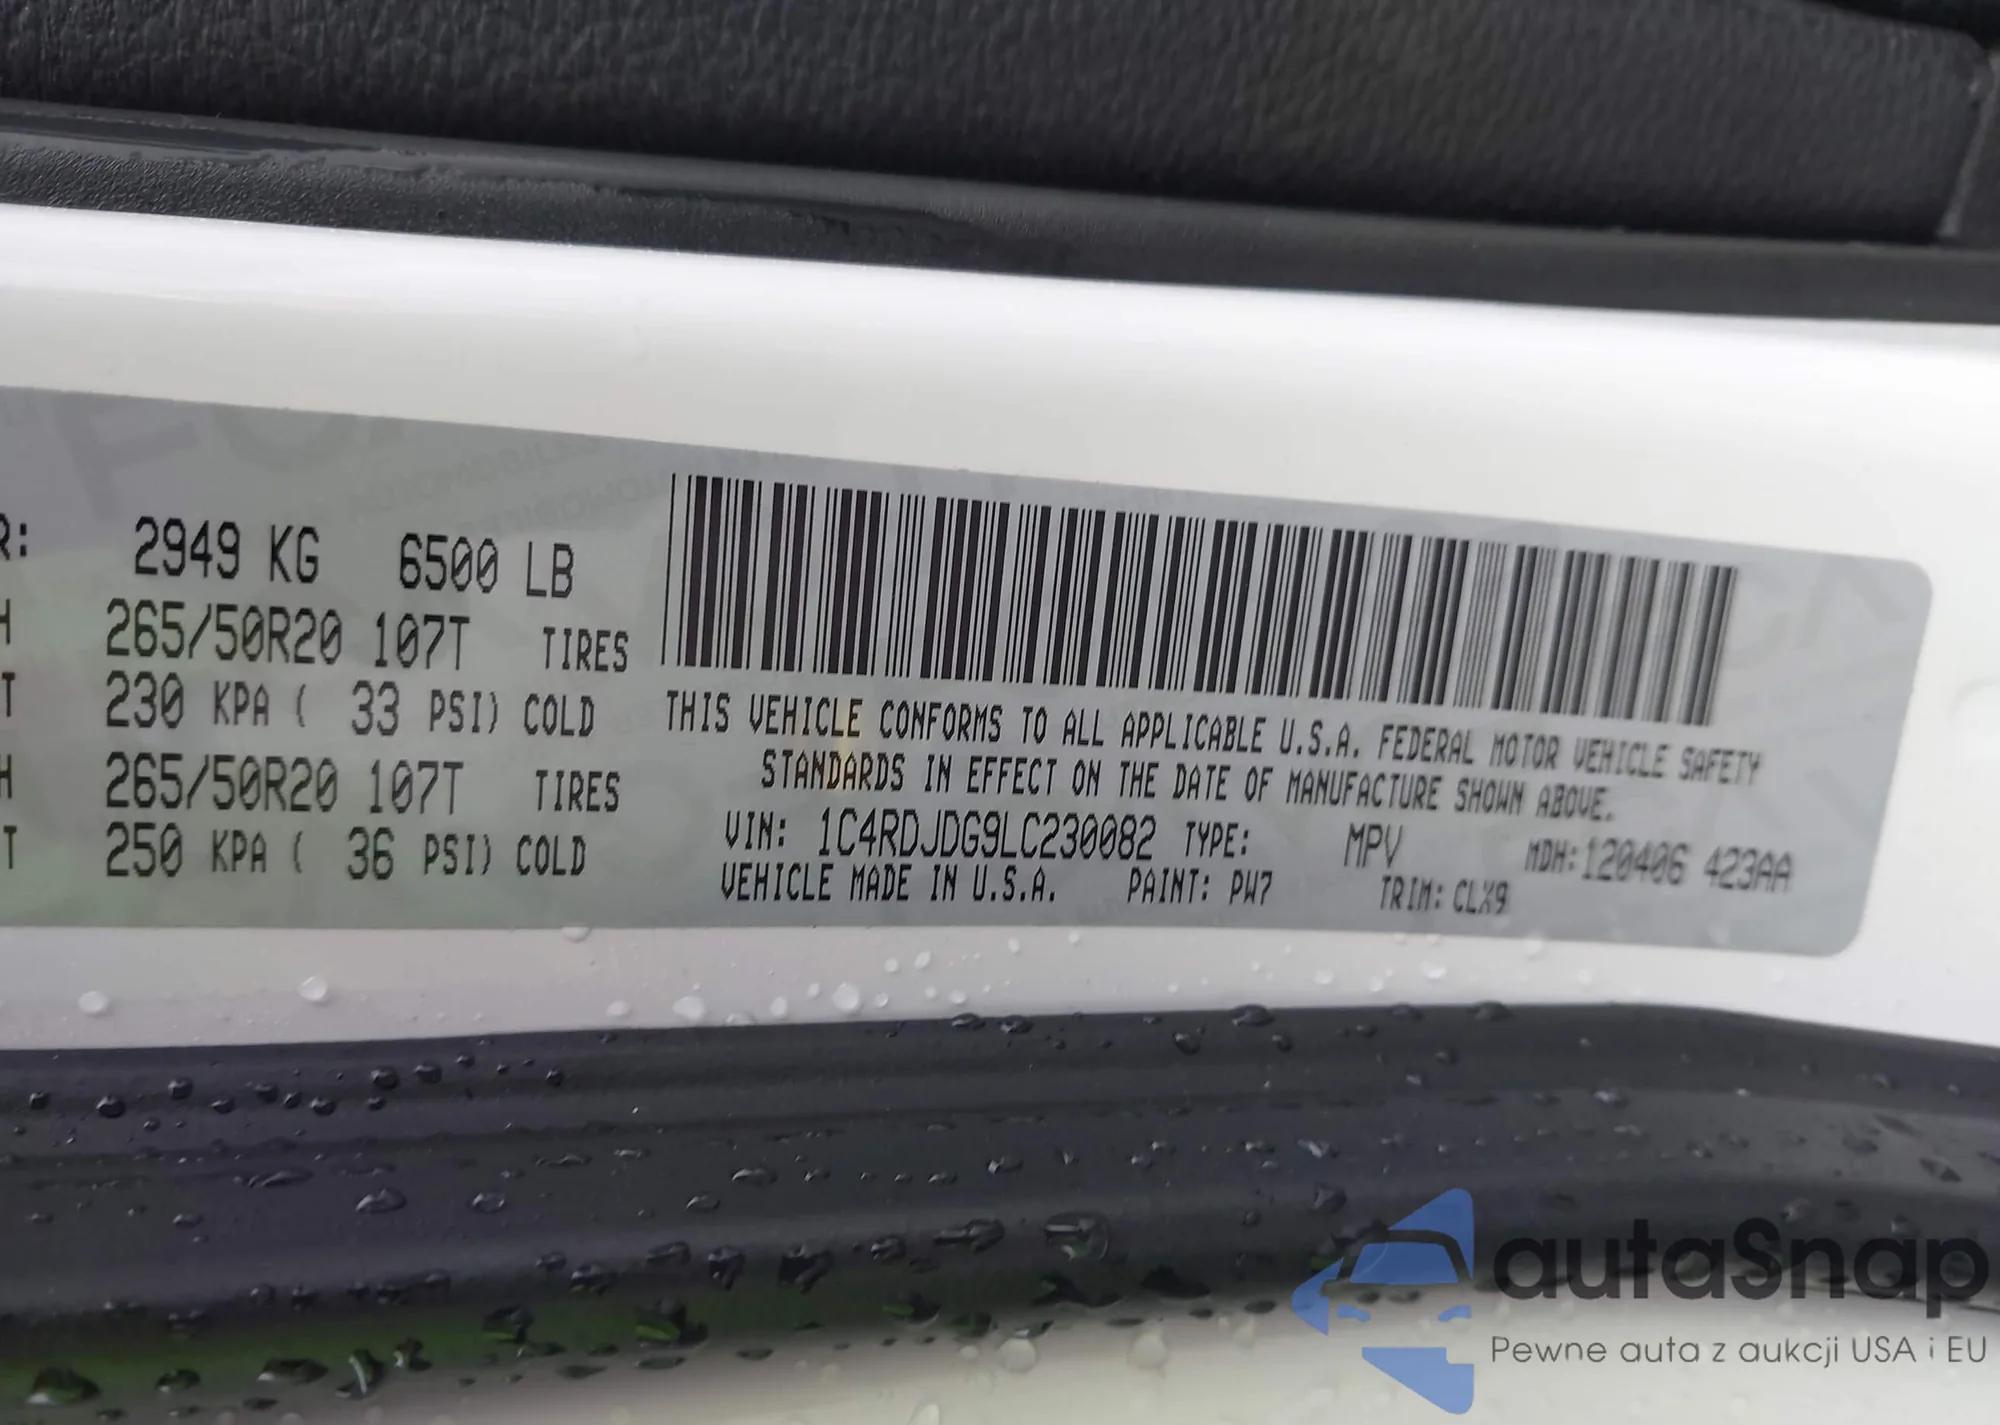 R: 2949 KG 6500 LB
H 265/50R20 107T TIRES
T 230 KPA ( 33 PSI) COLD
H 265/50R20 107T TIRES
T 250 KPA ( 36 PSI) COLD
THIS VEHICLE CONFORMS TO ALL APPLICABLE U.S.A. FEDERAL MOTOR VEHICLE SAFETY
STANDARDS IN EFFECT ON THE DATE OF MANUFACTURE SHOWN ABOVE.
VIN: 1C4RDJDG9LC230082 TYPE: MPV MDH: 120406 423AA
VEHICLE MADE IN U.S.A. PAINT: PW7 TRIM: CLX9
autaSnap
Pewne auta z aukcji USA i EU